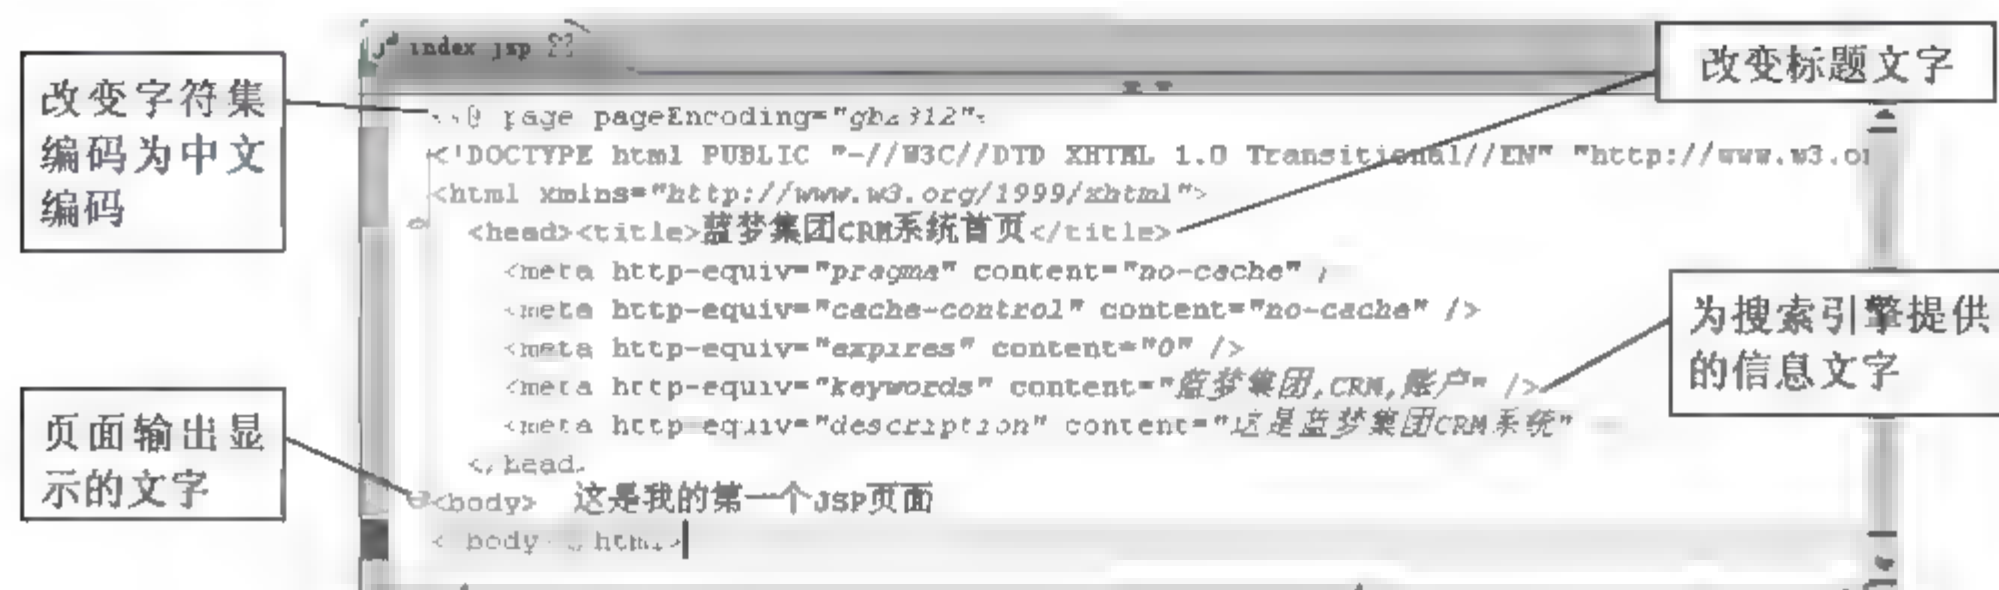 index.jsp
改变字符集
编码为中文
编码
改变标题文字
page pageEncoding="gb2312"
<!DOCTYPE html PUBLIC "-//W3C//DTD XHTML 1.0 Transitional//EN" "http://www.w3.or
<html xmlns="http://www.w3.org/1999/xhtml">
<head><title>蓝梦集团CRM系统首页</title>
<meta http-equiv="pragma" content="no-cache" /
<meta http-equiv="cache-control" content="no-cache" />
<meta http-equiv="expires" content="0" />
<meta http-equiv="keywords" content="蓝梦集团,CRM,账户" />
<meta http-equiv="description" content="这是蓝梦集团CRM系统"
</head>
为搜索引擎提供
的信息文字
页面输出显
示的文字
<body> 这是我的第一个JSP页面
</body></html>